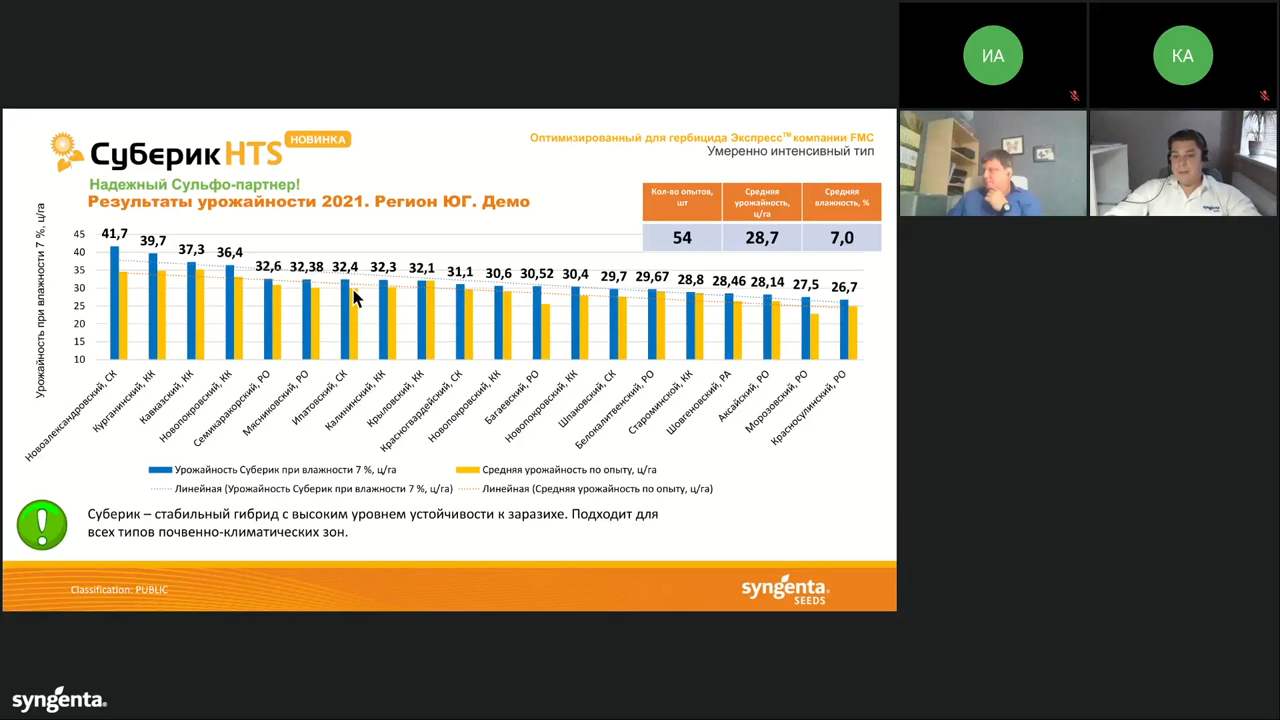 ИА
КА
Суберик HTS
НОВИНКА
Оптимизированный для гербицида Экспресс™ компании FMC
Умеренно интенсивный тип
Надежный Сульфо-партнер!
Результаты урожайности 2021. Регион ЮГ. Демо
Кол-во опытов, шт
Средняя урожайность, ц/га
Средняя влажность, %
54
28,7
7,0
Урожайность при влажности 7 %, ц/га
45
40
35
30
25
20
15
10
41,7
39,7
37,3
36,4
32,6
32,38
32,4
32,3
32,1
31,1
30,6
30,52
30,4
29,7
29,67
28,8
28,46
28,14
27,5
26,7
Новоалександровский, СК
Курганинский, КК
Кавказский, КК
Новопокровский, КК
Семикаракорский, РО
Мясниковский, РО
Ипатовский, СК
Калининский, КК
Крыловский, КК
Красногвардейский, СК
Новопокровский, КК
Багаевский, РО
Новопокровский, КК
Шпаковский, СК
Белокалитвенский, РО
Староминский, КК
Шовгеновский, РА
Аксайский, РО
Морозовский, РО
Красносулинский, РО
Урожайность Суберик при влажности 7 %, ц/га
Средняя урожайность по опыту, ц/га
Линейная (Урожайность Суберик при влажности 7 %, ц/га)
Линейная (Средняя урожайность по опыту, ц/га)
Суберик – стабильный гибрид с высоким уровнем устойчивости к заразихе. Подходит для
всех типов почвенно-климатических зон.
Classification: PUBLIC
syngenta
SEEDS
syngenta